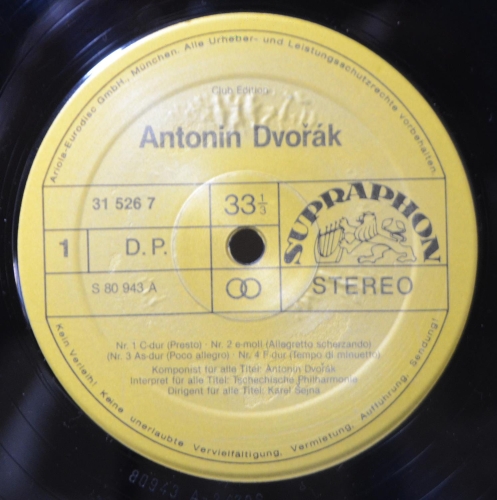 Ariola-Eurodisc GmbH., München. Alle Urheber- und Leistungsschutzrechte vorbehalten.
Club Edition
Antonín Dvořák
31 526 7
33 1/3
SUPRAPHON
1
D. P.
S 80 943 A
STEREO
Nr. 1 C-dur (Presto) · Nr. 2 e-moll (Allegretto scherzando)
(Nr. 3 As-dur (Poco allegro) · Nr. 4 F-dur (Tempo di minuetto)
Komponist für alle Titel: Antonín Dvořák
Interpret für alle Titel: Tschechische Philharmonie
Dirigent für alle Titel: Karel Šejna
Kein Verleih! Keine unerlaubte Vervielfältigung, Vermietung, Aufführung, Sendung!
80943